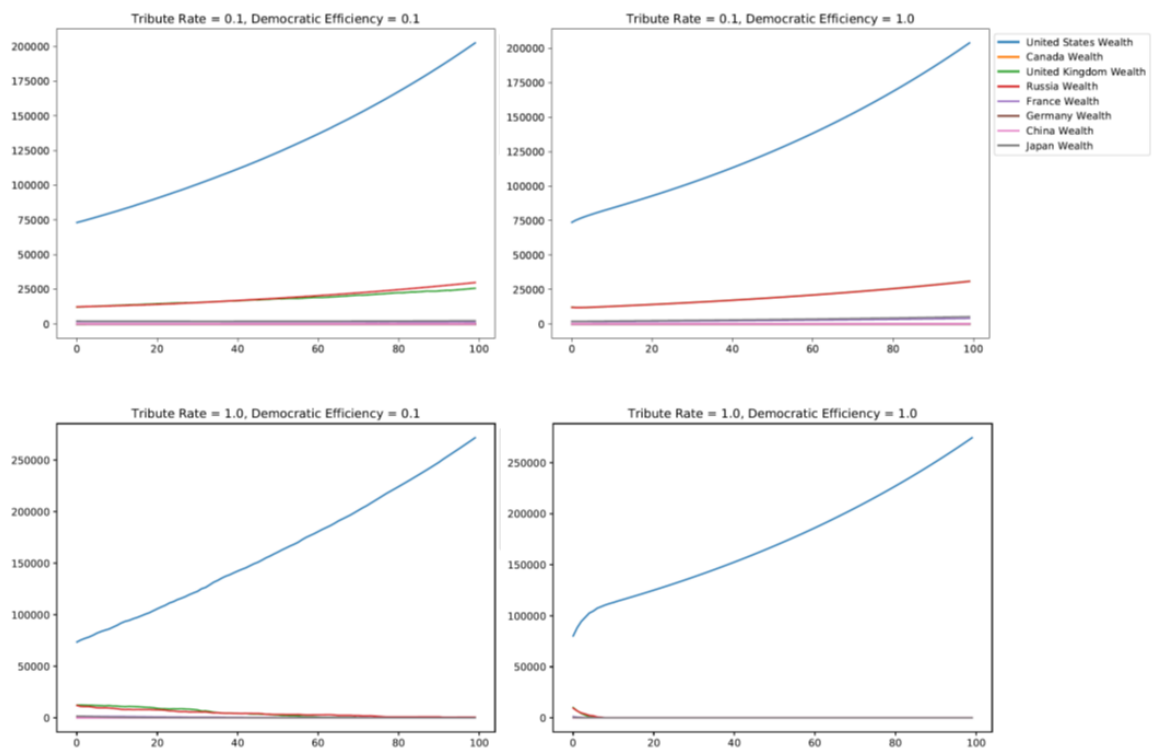 Tribute Rate = 0.1, Democratic Efficiency = 0.1
200000
175000
150000
125000
100000
75000
50000
25000
0
0 20 40 60 80 100
Tribute Rate = 0.1, Democratic Efficiency = 1.0
200000
175000
150000
125000
100000
75000
50000
25000
0
0 20 40 60 80 100
United States Wealth
Canada Wealth
United Kingdom Wealth
Russia Wealth
France Wealth
Germany Wealth
China Wealth
Japan Wealth
Tribute Rate = 1.0, Democratic Efficiency = 0.1
250000
200000
150000
100000
50000
0
0 20 40 60 80 100
Tribute Rate = 1.0, Democratic Efficiency = 1.0
250000
200000
150000
100000
50000
0
0 20 40 60 80 100